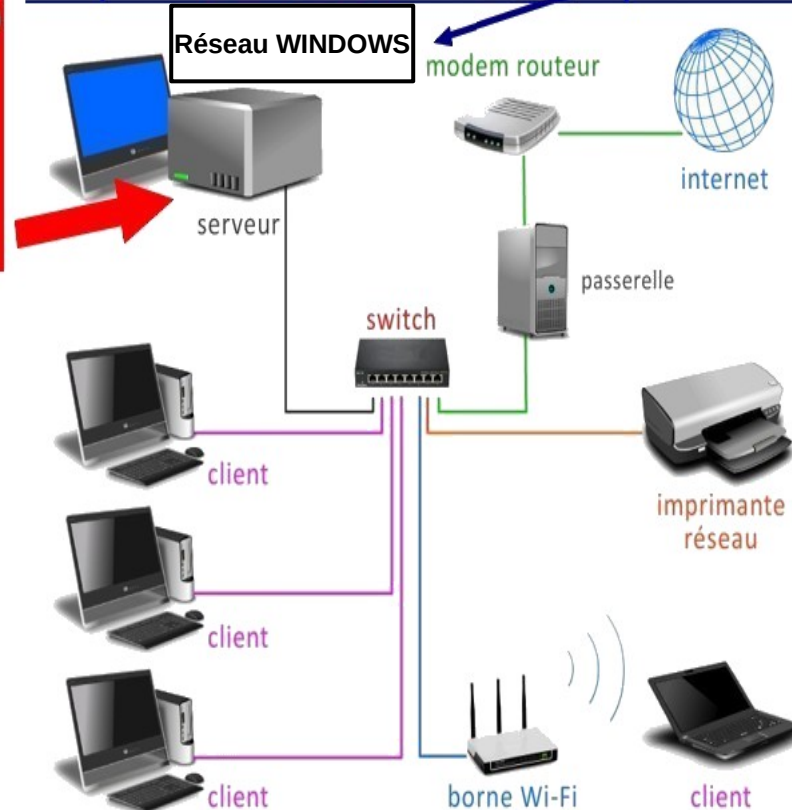 Réseau WINDOWS
modem routeur
internet
serveur
passerelle
switch
client
imprimante
réseau
client
client
borne Wi-Fi
client